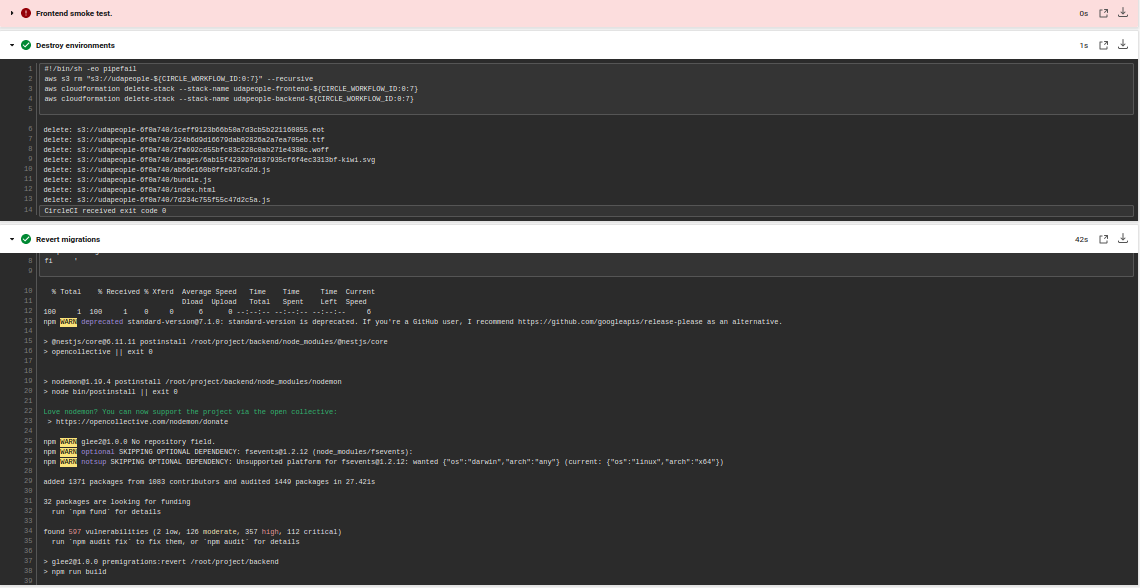 Frontend smoke test.
0s
Destroy environments
1s
1 #!/bin/sh -eo pipefail
2 aws s3 rm "s3://udapeople-${CIRCLE_WORKFLOW_ID:0:7}" --recursive
3 aws cloudformation delete-stack --stack-name udapeople-frontend-${CIRCLE_WORKFLOW_ID:0:7}
4 aws cloudformation delete-stack --stack-name udapeople-backend-${CIRCLE_WORKFLOW_ID:0:7}
5
6 delete: s3://udapeople-6f0a740/1ceff9123b66b50a7d3cb5b221160855.eot
7 delete: s3://udapeople-6f0a740/224b6d9d16679dab02826a2a7ea705eb.ttf
8 delete: s3://udapeople-6f0a740/2fa692cd55bfc83c228c0ab271e4388c.woff
9 delete: s3://udapeople-6f0a740/images/6ab15f4239b7d187935cf6f4ec3313bf-kiwi.svg
10 delete: s3://udapeople-6f0a740/ab66e160b0ffe937cd2d.js
11 delete: s3://udapeople-6f0a740/bundle.js
12 delete: s3://udapeople-6f0a740/index.html
13 delete: s3://udapeople-6f0a740/7d234c755f55c47d2c5a.js
14 CircleCI received exit code 0
Revert migrations
42s
8 fi '
9
10 % Total % Received % Xferd Average Speed Time Time Time Current
11 Dload Upload Total Spent Left Speed
12 100 1 100 1 0 0 6 0 --:--:-- --:--:-- --:--:-- 6
13 npm WARN deprecated standard-version@7.1.0: standard-version is deprecated. If you're a GitHub user, I recommend https://github.com/googleapis/release-please as an alternative.
14
15 > @nestjs/core@6.11.11 postinstall /root/project/backend/node_modules/@nestjs/core
16 > opencollective || exit 0
17
18
19 > nodemon@1.19.4 postinstall /root/project/backend/node_modules/nodemon
20 > node bin/postinstall || exit 0
21
22 Love nodemon? You can now support the project via the open collective:
23 > https://opencollective.com/nodemon/donate
24
25 npm WARN glee2@1.0.0 No repository field.
26 npm WARN optional SKIPPING OPTIONAL DEPENDENCY: fsevents@1.2.12 (node_modules/fsevents):
27 npm WARN notsup SKIPPING OPTIONAL DEPENDENCY: Unsupported platform for fsevents@1.2.12: wanted {"os":"darwin","arch":"any"} (current: {"os":"linux","arch":"x64"})
28
29 added 1371 packages from 1083 contributors and audited 1449 packages in 27.421s
30
31 32 packages are looking for funding
32 run `npm fund` for details
33
34 found 597 vulnerabilities (2 low, 126 moderate, 357 high, 112 critical)
35 run `npm audit fix` to fix them, or `npm audit` for details
36
37 > glee2@1.0.0 premigrations:revert /root/project/backend
38 > npm run build
39